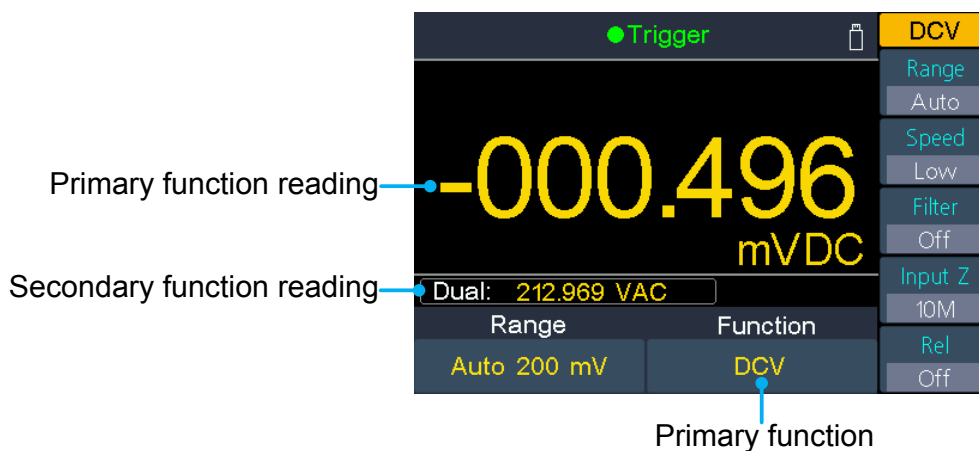 Trigger
DCV
Range
Auto
Speed
Low
Filter
Off
Input Z
10M
Rel
Off
Primary function reading
-000.496
mVDC
Secondary function reading
Dual: 212.969 VAC
Range Function
Auto 200 mV DCV
Primary function